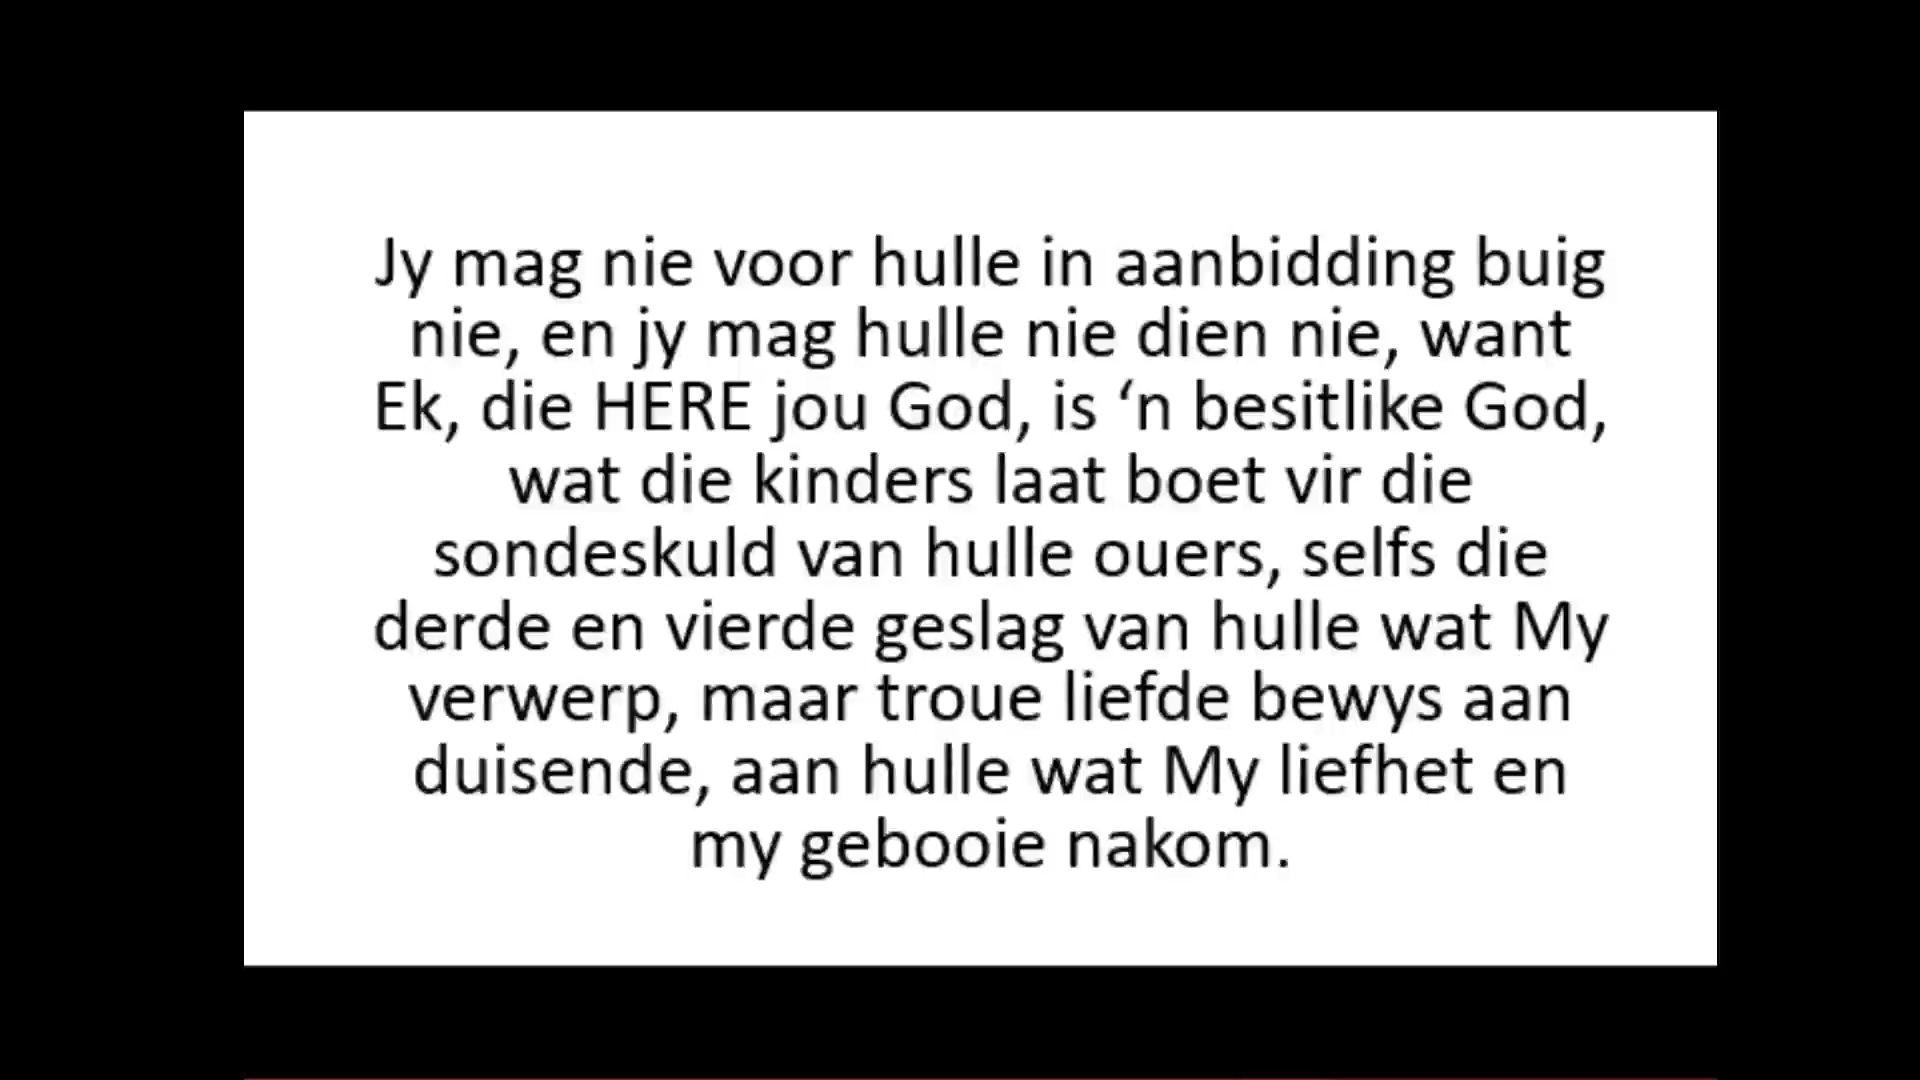 Jy mag nie voor hulle in aanbidding buig
nie, en jy mag hulle nie dien nie, want
Ek, die HERE jou God, is ‘n besitlike God,
wat die kinders laat boet vir die
sondeskuld van hulle ouers, selfs die
derde en vierde geslag van hulle wat My
verwerp, maar troue liefde bewys aan
duisende, aan hulle wat My liefhet en
my gebooie nakom.